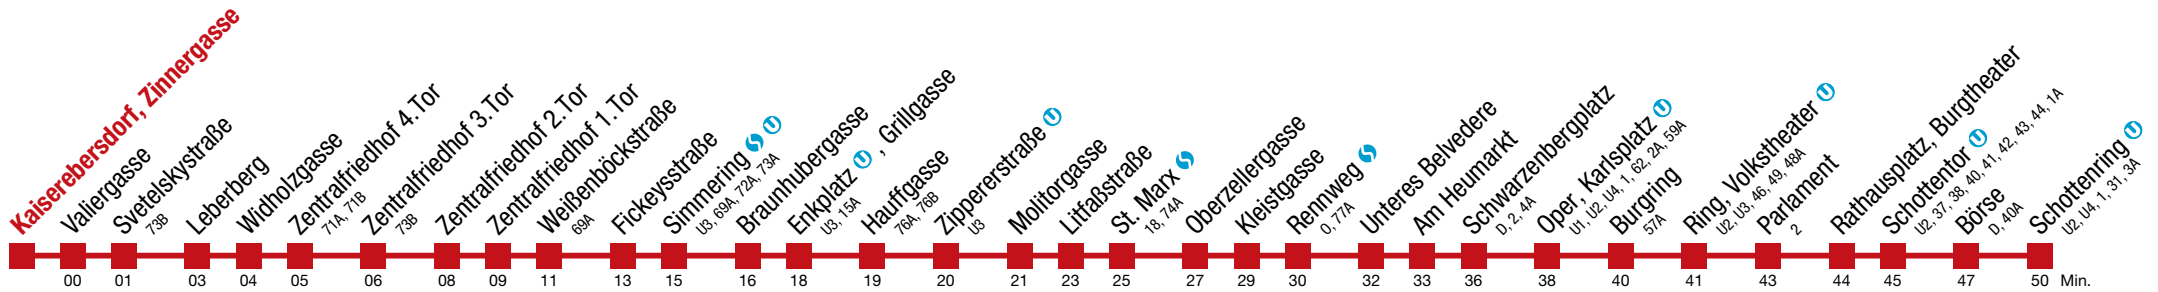 Kaiserebersdorf, Zinnergasse
Valiergasse
00
Svetelskystraße
73B
01
Leberberg
03
Widholzgasse
04
Zentralfriedhof 4.Tor
71A, 71B
05
Zentralfriedhof 3.Tor
73B
06
Zentralfriedhof 2.Tor
08
Zentralfriedhof 1.Tor
09
Weißenböckstraße
69A
11
Fickeysstraße
13
Simmering S U
U3, 69A, 72A, 73A
15
Braunhubergasse
16
Enkplatz U , Grillgasse
U3, 15A
18
Hauffgasse
76A, 76B
19
Zippererstraße U
U3
20
Molitorgasse
21
Litfaßstraße
23
St. Marx S
18, 74A
25
Oberzellergasse
27
Kleistgasse
29
Rennweg S
O, 77A
30
Unteres Belvedere
32
Am Heumarkt
33
Schwarzenbergplatz
D, 2, 4A
36
Oper, Karlsplatz U
U1, U2, U4, 1, 62, 2A, 59A
38
Burgring
57A
40
Ring, Volkstheater U
U2, U3, 46, 49, 48A
41
Parlament
2
43
Rathausplatz, Burgtheater
44
Schottentor U
U2, 37, 38, 40, 41, 42, 43, 44, 1A
45
Börse
D, 40A
47
Schottenring U
U2, U4, 1, 31, 3A
50 Min.